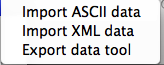 Import ASCII data
Import XML data
Export data tool